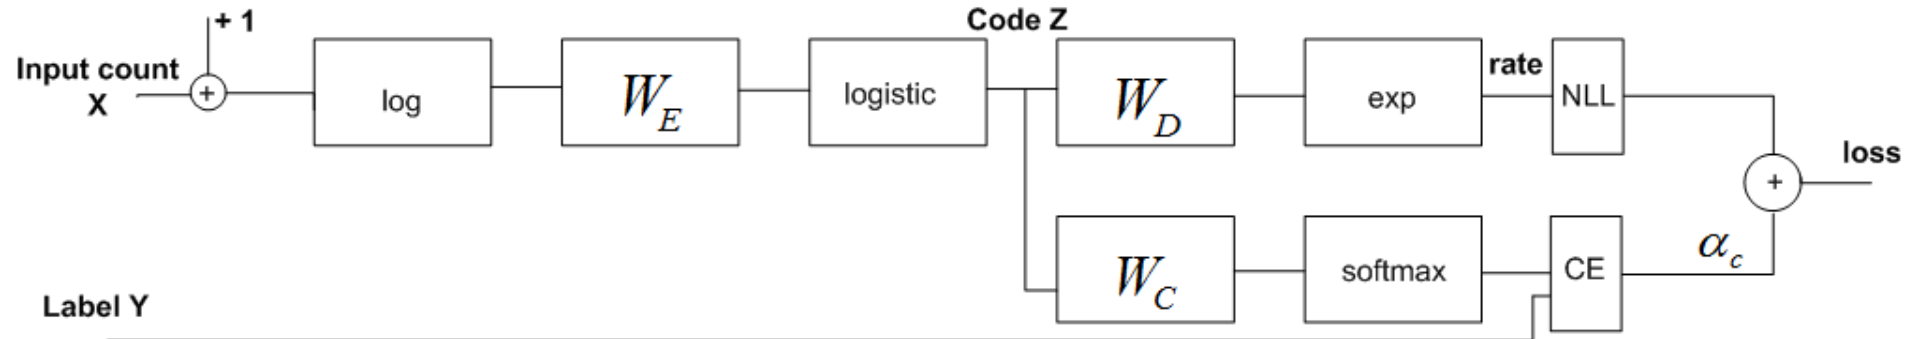 + 1
Code Z
Input count
X
+
log
W_E
logistic
W_D
exp
rate
NLL
loss
+
W_C
softmax
CE
α_c
Label Y